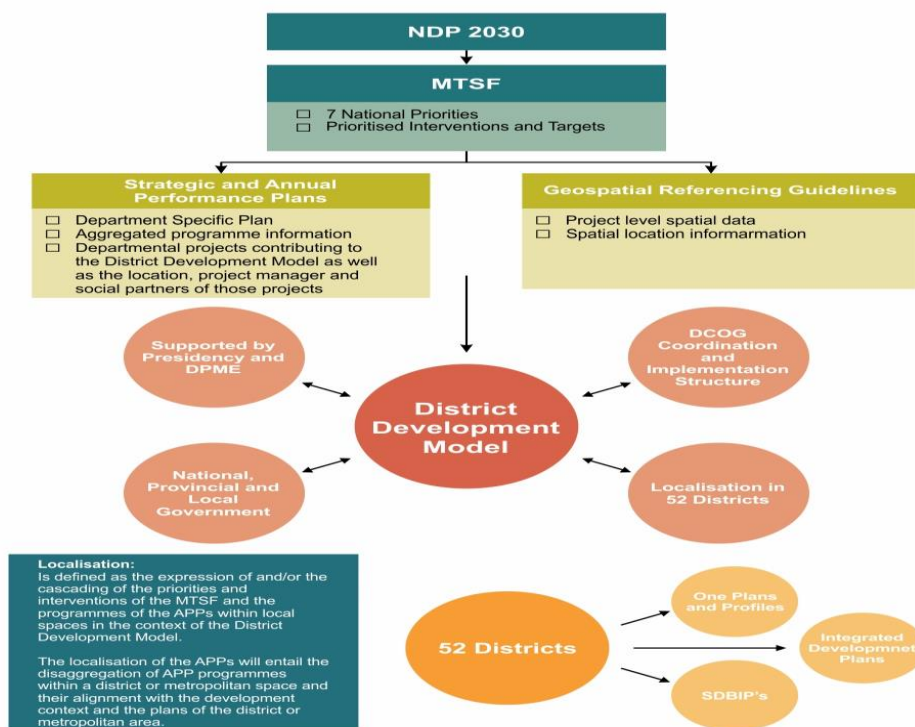 NDP 2030
MTSF
☐ 7 National Priorities
☐ Prioritised Interventions and Targets
Strategic and Annual
Performance Plans
☐ Department Specific Plan
☐ Aggregated programme information
☐ Departmental projects contributing to
the District Development Model as well
as the location, project manager and
social partners of those projects
Geospatial Referencing Guidelines
☐ Project level spatial data
☐ Spatial location informarmation
Supported by
Presidency and
DPME
DCOG
Coordination
and
Implementation
Structure
District
Development
Model
National,
Provincial and
Local
Government
Localisation in
52 Districts
Localisation:
Is defined as the expression of and/or the
cascading of the priorities and
interventions of the MTSF and the
programmes of the APPs within local
spaces in the context of the District
Development Model.
The localisation of the APPs will entail the
disaggregation of APP programmes
within a district or metropolitan space and
their alignment with the development
context and the plans of the district or
metropolitan area.
52 Districts
One Plans
and Profiles
Integrated
Developmnet
Plans
SDBIP's